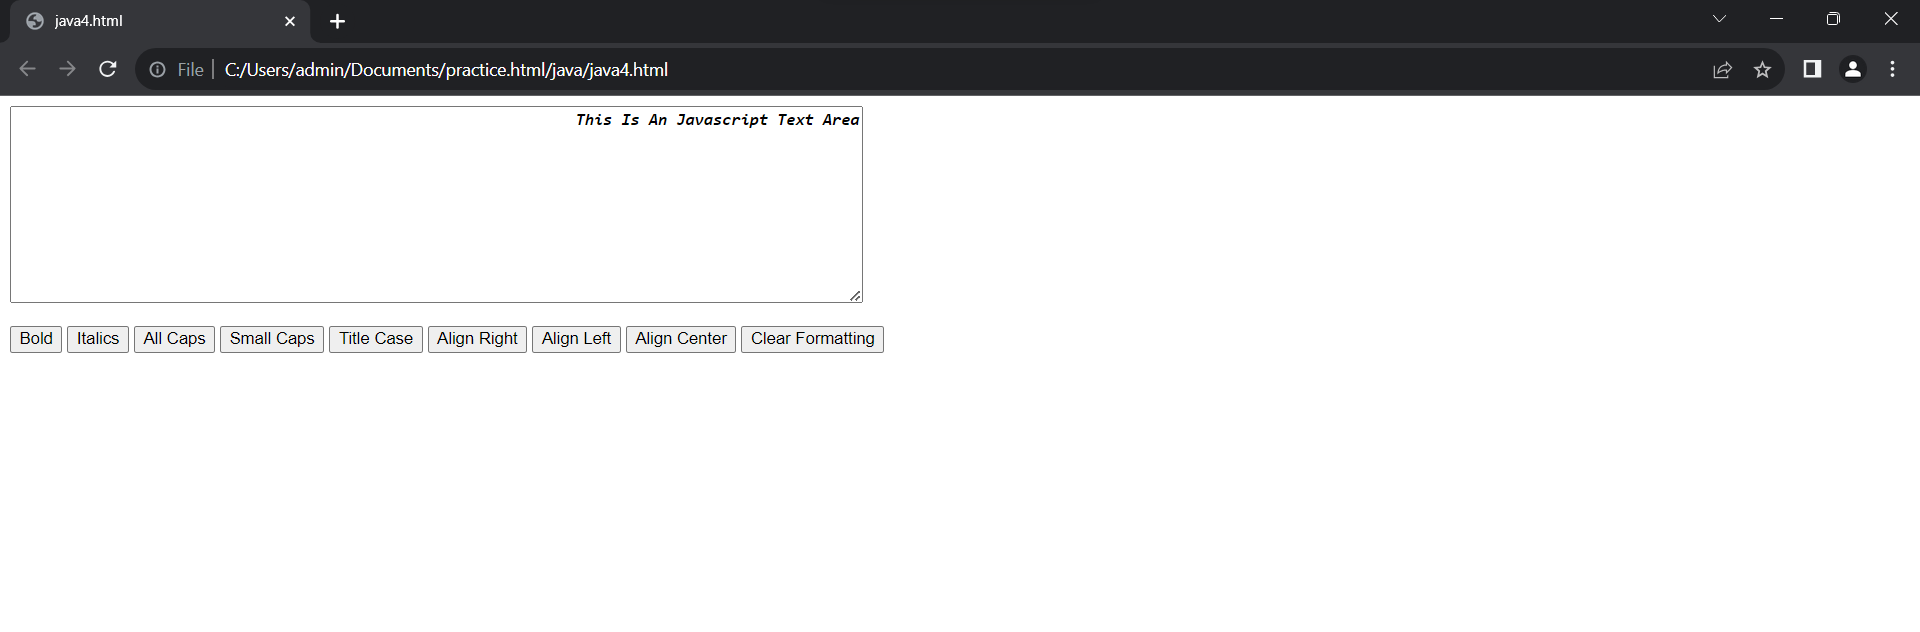 java4.html
File C:/Users/admin/Documents/practice.html/java/java4.html
This Is An Javascript Text Area
Bold Italics All Caps Small Caps Title Case Align Right Align Left Align Center Clear Formatting